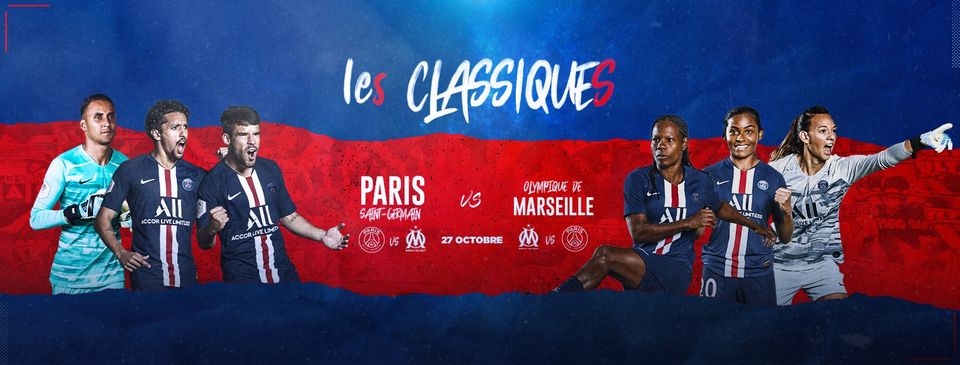 les CLASSIQUES
PARIS
SAINT-GERMAIN
VS
OLYMPIQUE DE
MARSEILLE
VS
27 OCTOBRE
VS
All
ACCOR LIVE LIMITLESS
All
ACCOR LIVE LIMITLESS
All
All
20